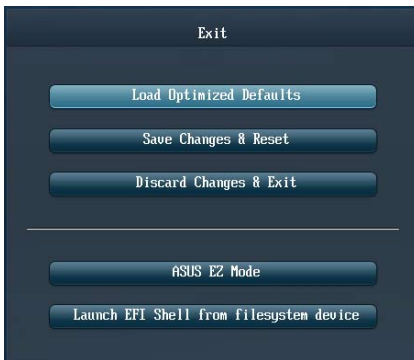 Exit
Load Optimized Defaults
Save Changes & Reset
Discard Changes & Exit
ASUS EZ Mode
Launch EFI Shell from filesystem device